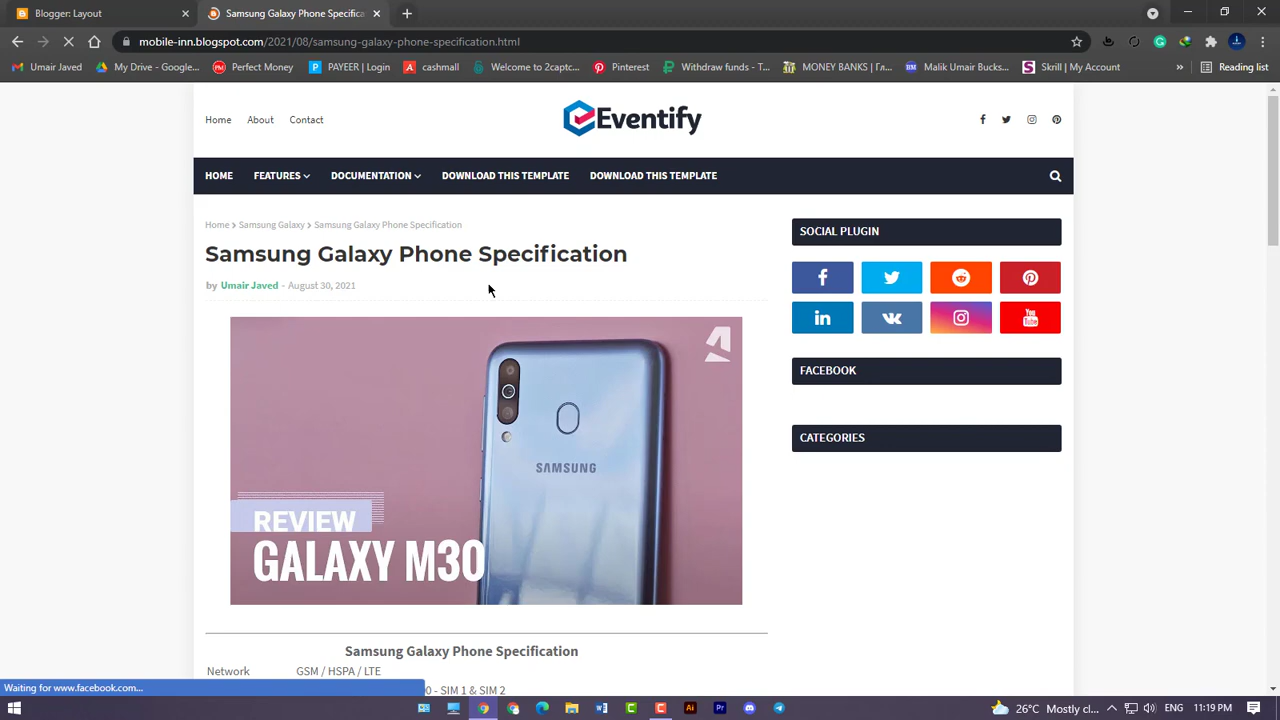 Blogger: Layout
Samsung Galaxy Phone Specifica
mobile-inn.blogspot.com/2021/08/samsung-galaxy-phone-specification.html
Umair Javed
My Drive - Google...
Perfect Money
PAYEER | Login
cashmall
Welcome to 2captc...
Pinterest
Withdraw funds - T...
MONEY BANKS | Гл...
Malik Umair Bucks...
Skrill | My Account
»
Reading list
Home
About
Contact
Eventify
HOME
FEATURES
DOCUMENTATION
DOWNLOAD THIS TEMPLATE
DOWNLOAD THIS TEMPLATE
Home > Samsung Galaxy > Samsung Galaxy Phone Specification
Samsung Galaxy Phone Specification
by Umair Javed - August 30, 2021
SAMSUNG
REVIEW
GALAXY M30
Samsung Galaxy Phone Specification
Network GSM / HSPA / LTE
00 - SIM 1 & SIM 2
SOCIAL PLUGIN
You Tube
FACEBOOK
CATEGORIES
Waiting for www.facebook.com...
26°C Mostly cl...
ENG
11:19 PM